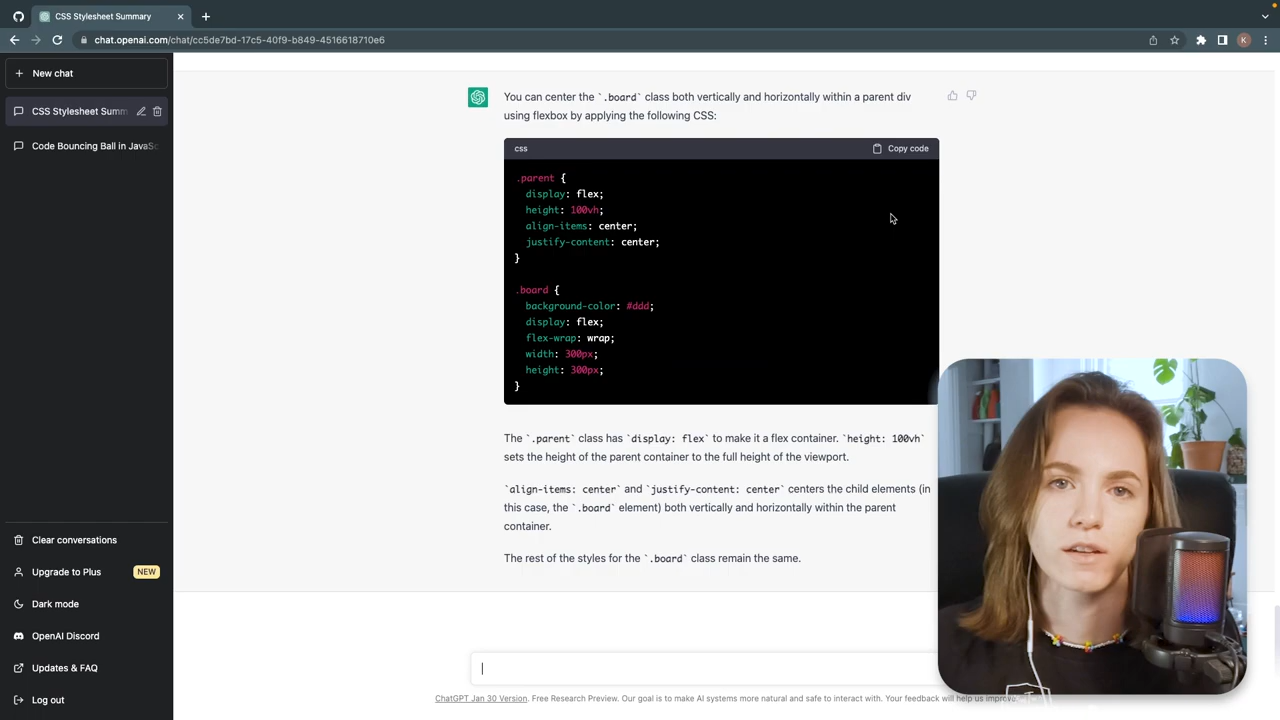 CSS Stylesheet Summary
chat.openai.com/chat/cc5de7bd-17c5-40f9-b849-4516618710e6
K
New chat
CSS Stylesheet Summ
Code Bouncing Ball in JavaSc
Clear conversations
Upgrade to Plus
NEW
Dark mode
OpenAI Discord
Updates & FAQ
Log out
You can center the `.board` class both vertically and horizontally within a parent div
using flexbox by applying the following CSS:
css
Copy code
.parent {
display: flex;
height: 100vh;
align-items: center;
justify-content: center;
}
.board {
background-color: #ddd;
display: flex;
flex-wrap: wrap;
width: 300px;
height: 300px;
}
The `.parent` class has `display: flex` to make it a flex container. `height: 100vh`
sets the height of the parent container to the full height of the viewport.
`align-items: center` and `justify-content: center` centers the child elements (in
this case, the `.board` element) both vertically and horizontally within the parent
container.
The rest of the styles for the `.board` class remain the same.
ChatGPT Jan 30 Version. Free Research Preview. Our goal is to make AI systems more natural and safe to interact with. Your feedback will help us improve.